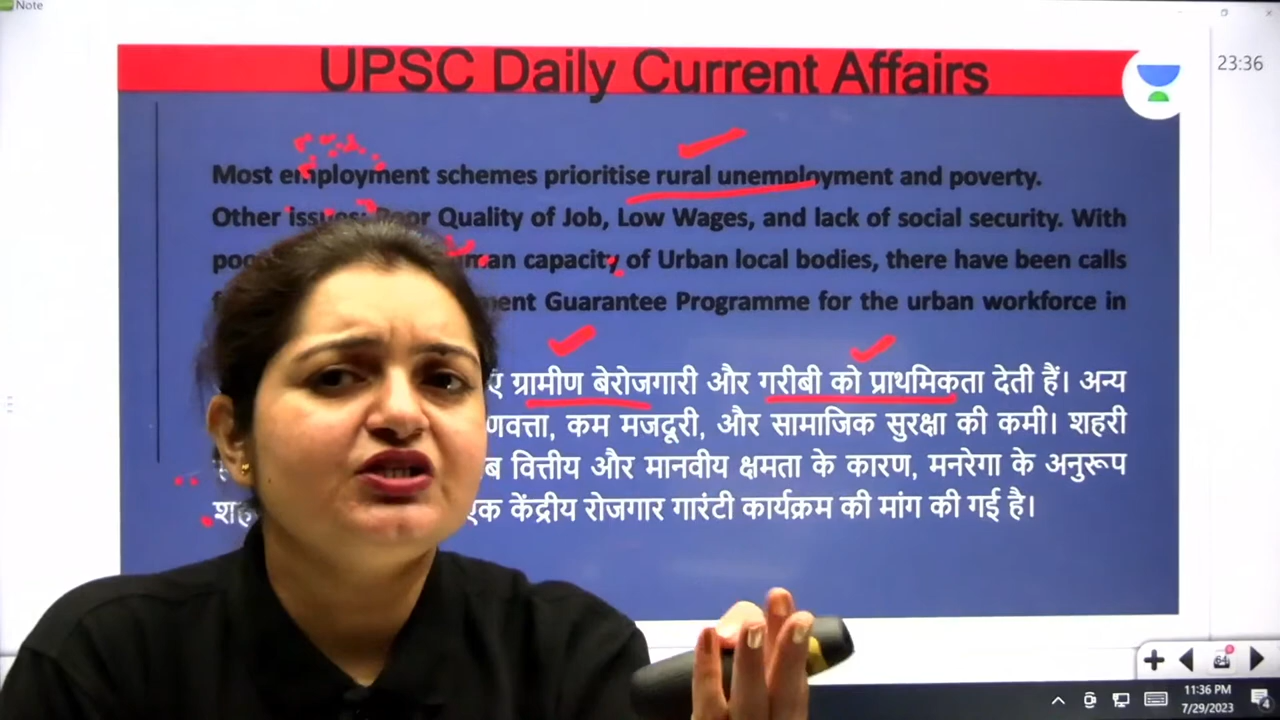 Note
UPSC Daily Current Affairs
23:36
Most employment schemes prioritise rural unemployment and poverty.
Other issues: Poor Quality of Job, Low Wages, and lack of social security. With
capacity of Urban local bodies, there have been calls
Guarantee Programme for the urban workforce in
ग्रामीण बेरोजगारी और गरीबी को प्राथमिकता देती हैं। अन्य
कम मजदूरी, और सामाजिक सुरक्षा की कमी। शहरी
वित्तीय और मानवीय क्षमता के कारण, मनरेगा के अनुरूप
एक केंद्रीय रोजगार गारंटी कार्यक्रम की मांग की गई है।
64
11:36 PM
7/29/2023
4